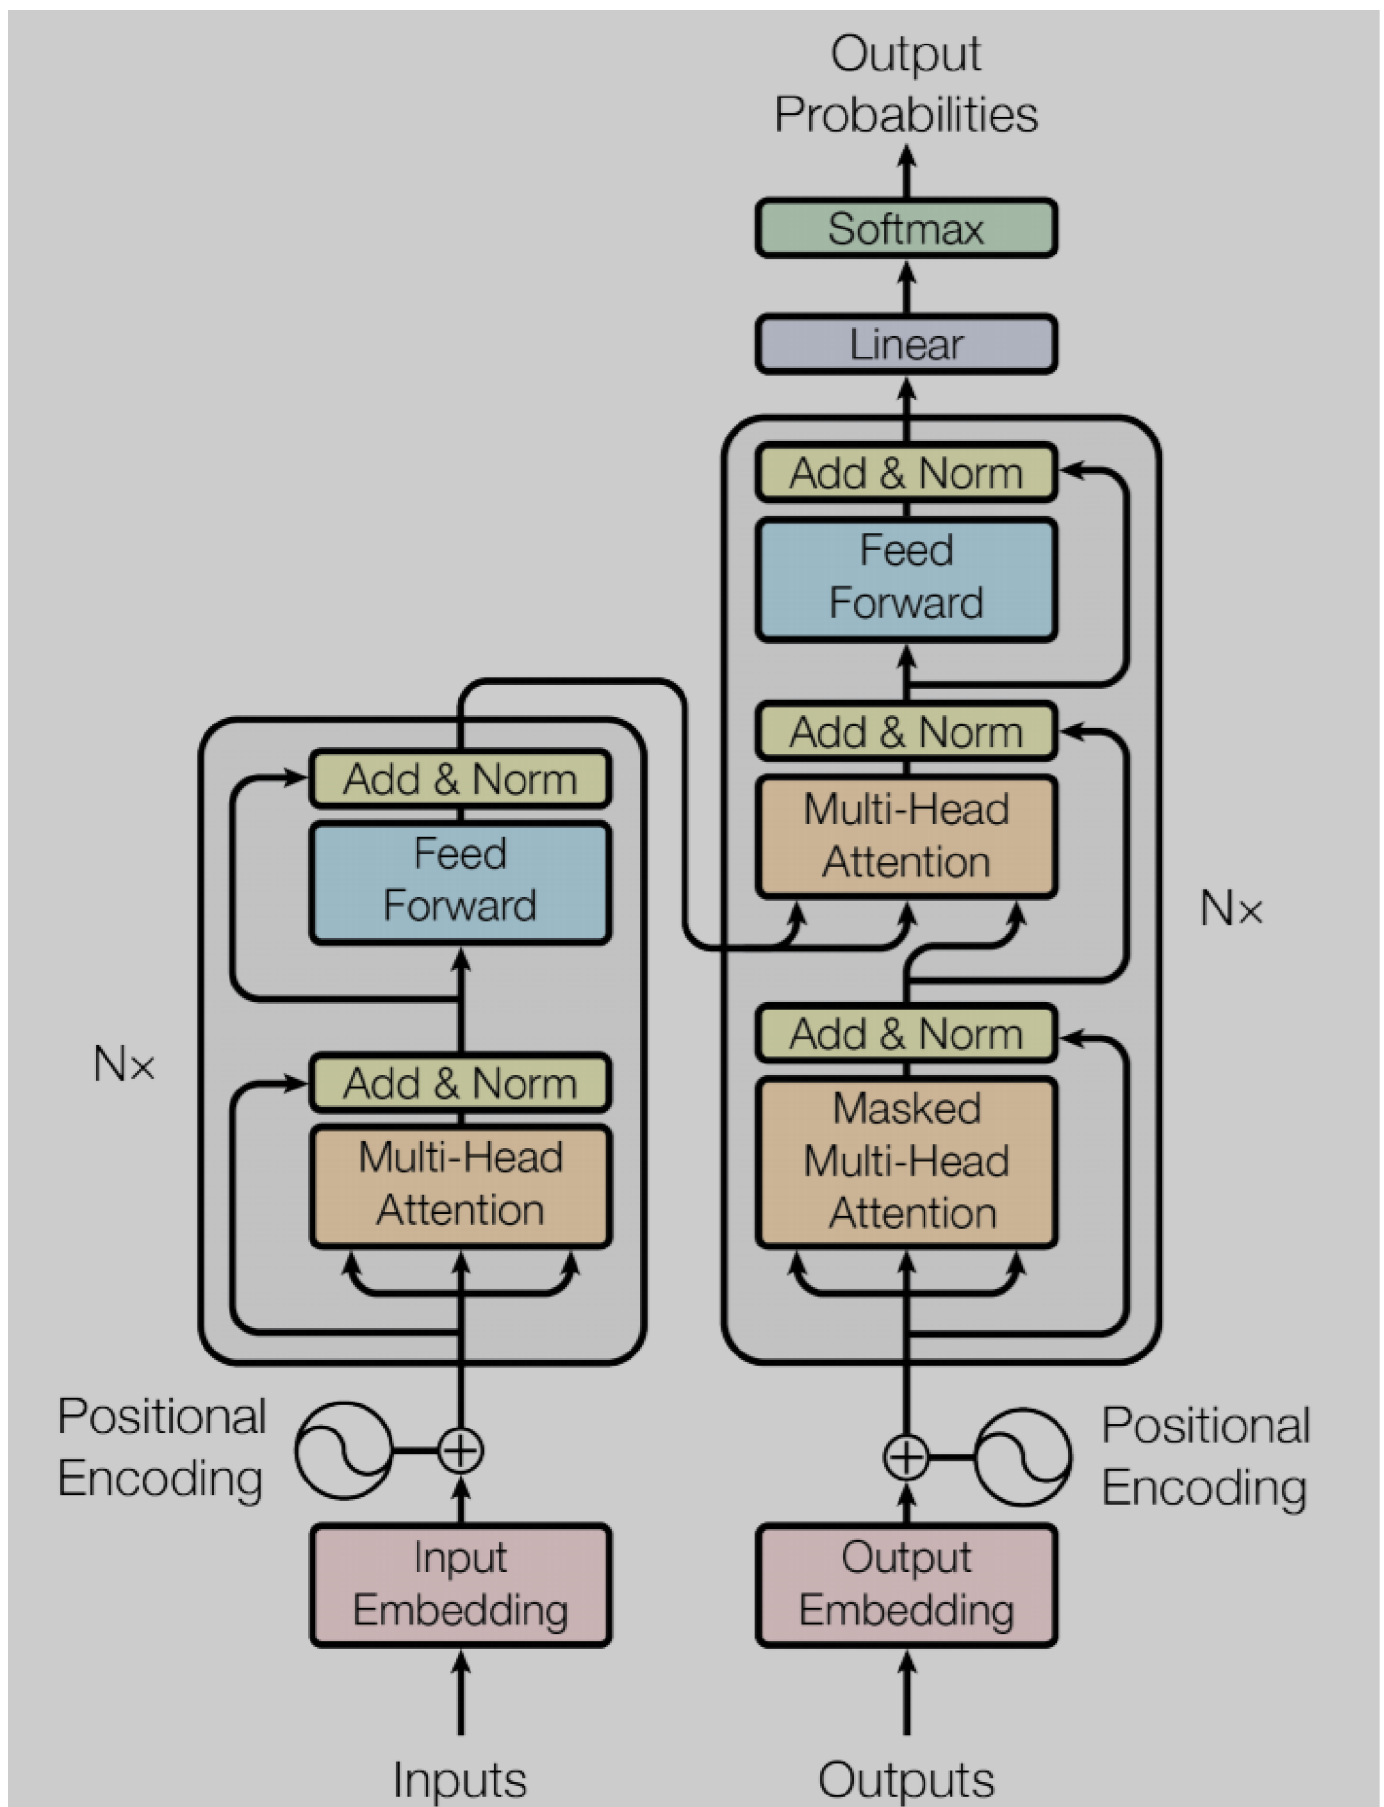 Output
Probabilities
Softmax
Linear
Add & Norm
Feed
Forward
Add & Norm
Multi-Head
Attention
Add & Norm
Masked
Multi-Head
Attention
N×
Add & Norm
Feed
Forward
Add & Norm
Multi-Head
Attention
N×
Positional
Encoding
Positional
Encoding
Input
Embedding
Output
Embedding
Inputs
Outputs